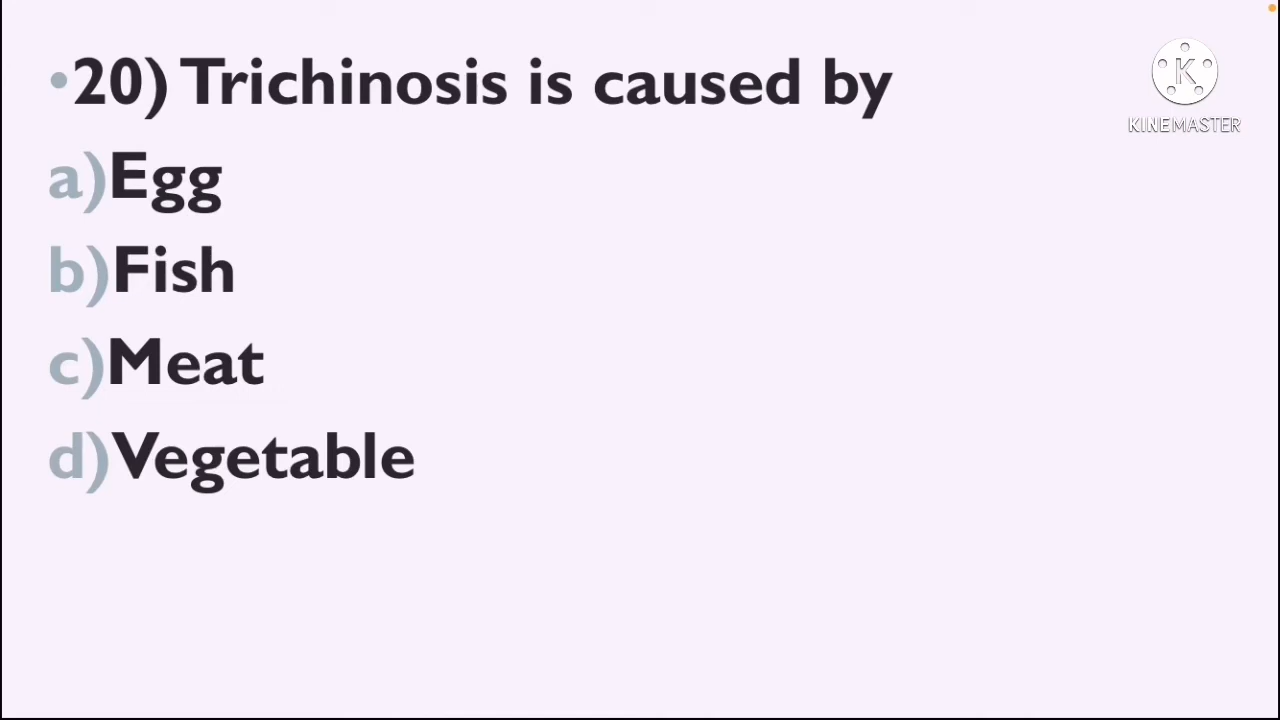 •20) Trichinosis is caused by
a)Egg
b)Fish
c)Meat
d)Vegetable
K
KINEMASTER